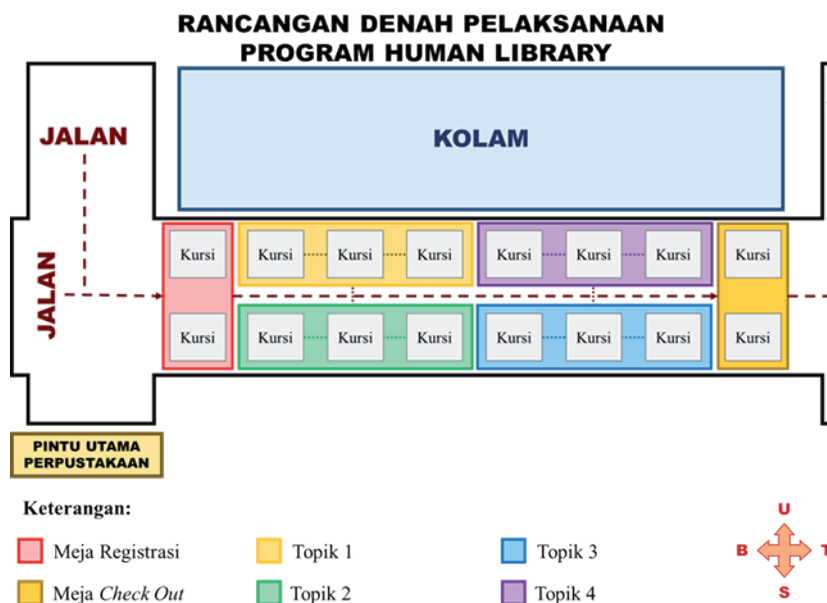 RANCANGAN DENAH PELAKSANAAN
PROGRAM HUMAN LIBRARY
JALAN
KOLAM
JALAN
Kursi Kursi Kursi Kursi Kursi Kursi Kursi Kursi
Kursi Kursi Kursi Kursi Kursi Kursi Kursi Kursi
PINTU UTAMA
PERPUSTAKAAN
Keterangan:
Meja Registrasi
Topik 1
Topik 3
Meja Check Out
Topik 2
Topik 4
U
B T
S